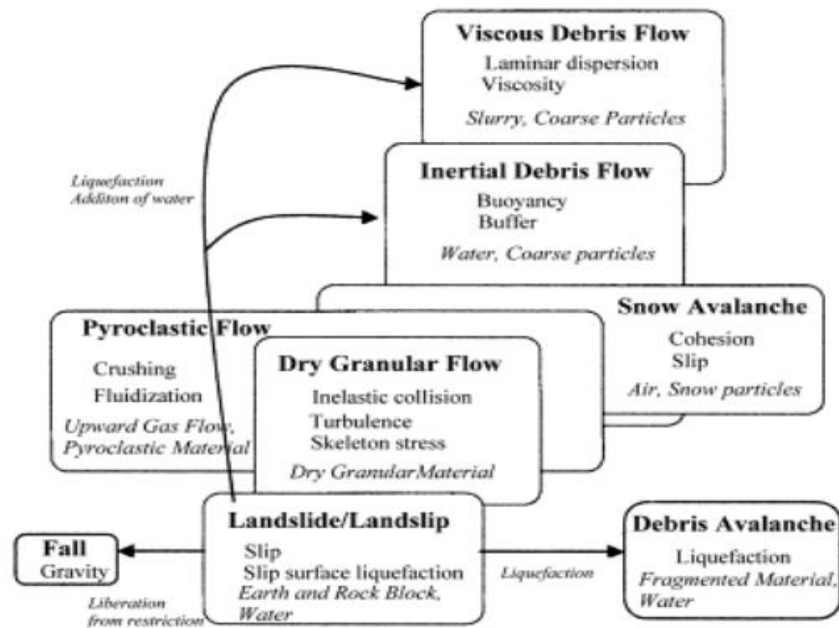 Viscous Debris Flow
Laminar dispersion
Viscosity
Slurry, Coarse Particles
Liquefaction
Additon of water
Inertial Debris Flow
Buoyancy
Buffer
Water, Coarse particles
Snow Avalanche
Cohesion
Slip
Air, Snow particles
Pyroclastic Flow
Crushing
Fluidization
Upward Gas Flow,
Pyroclastic Material
Dry Granular Flow
Inelastic collision
Turbulence
Skeleton stress
Dry GranularMaterial
Landslide/Landslip
Slip
Slip surface liquefaction
Earth and Rock Block,
Water
Fall
Gravity
Liberation
from restriction
Liquefaction
Debris Avalanche
Liquefaction
Fragmented Material,
Water